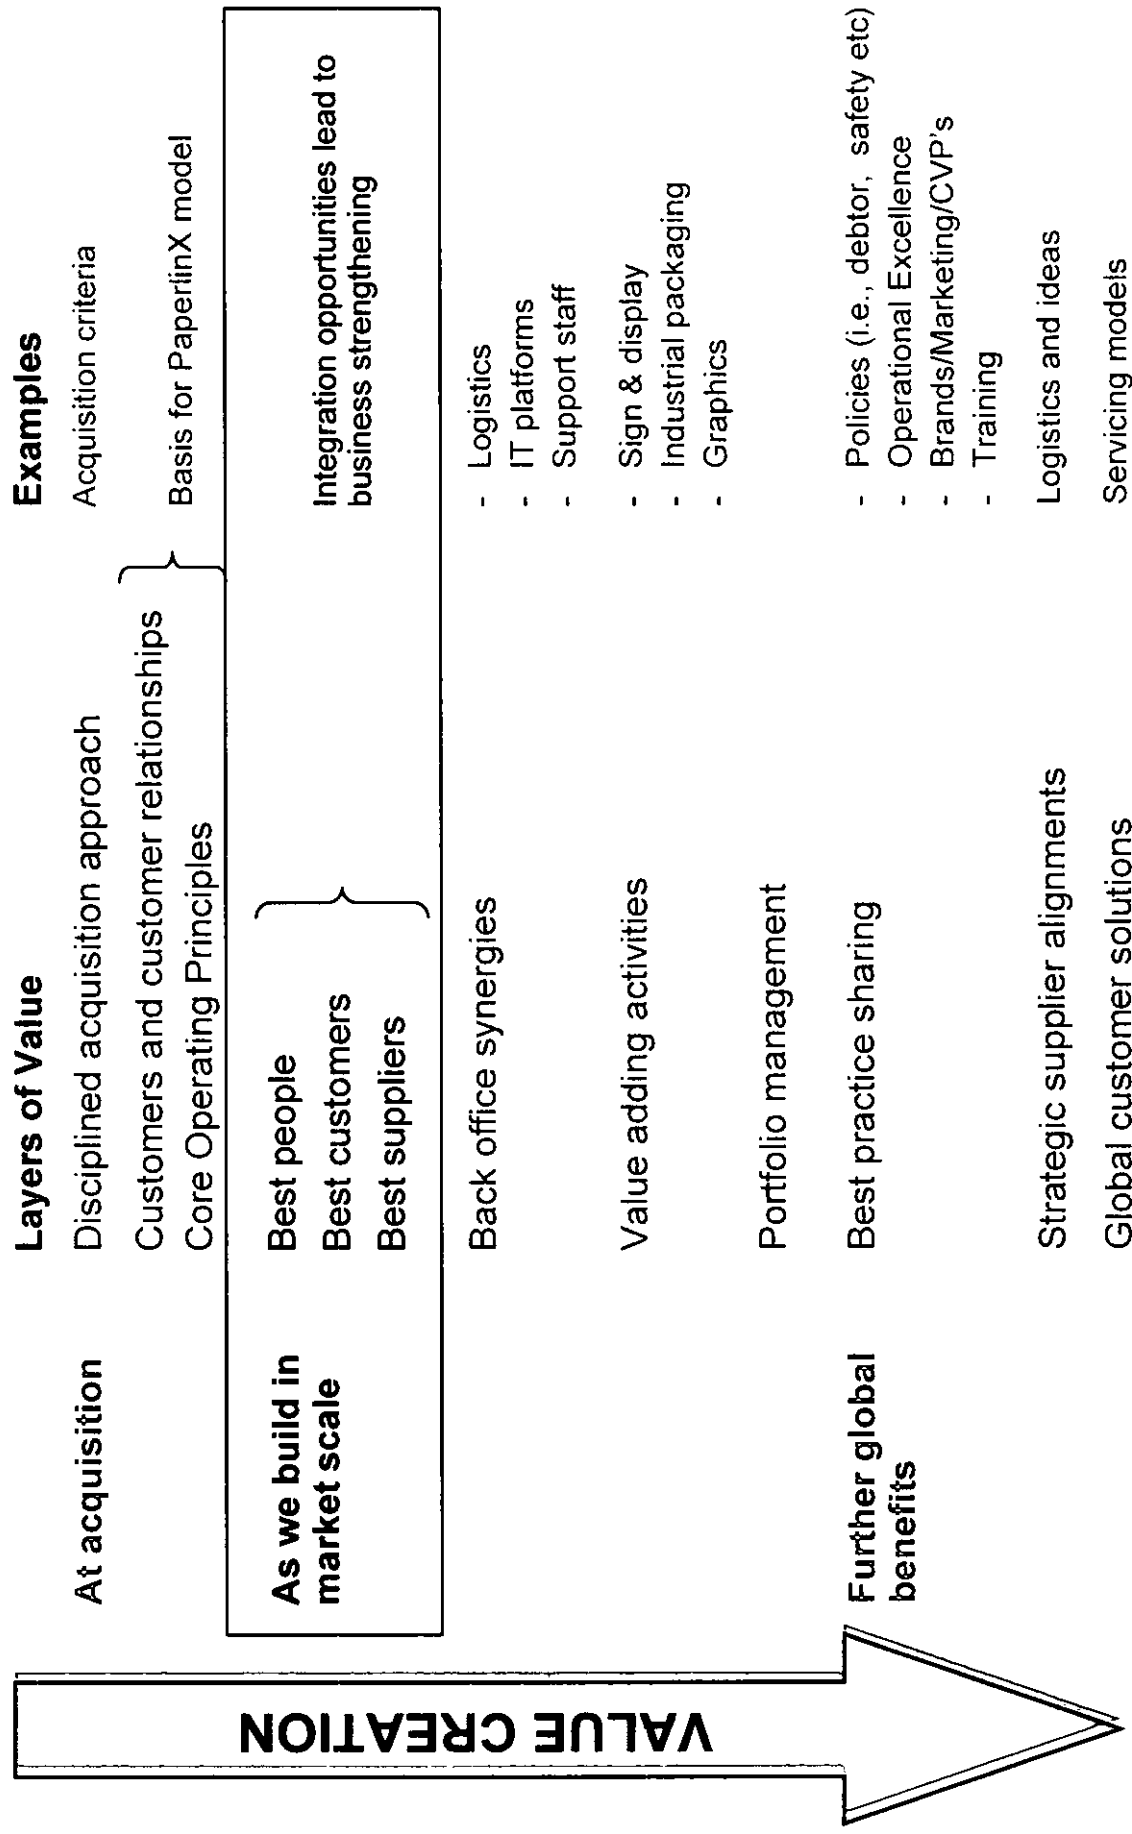 Layers of Value
Examples
At acquisition
Disciplined acquisition approach
Acquisition criteria
Customers and customer relationships
Core Operating Principles
Basis for PaperlinX model
As we build in
market scale
Best people
Best customers
Best suppliers
Integration opportunities lead to
business strengthening
Back office synergies
- Logistics
- IT platforms
- Support staff
Value adding activities
- Sign & display
- Industrial packaging
- Graphics
Portfolio management
Further global
benefits
Best practice sharing
- Policies (i.e., debtor, safety etc)
- Operational Excellence
- Brands/Marketing/CVP's
- Training
Strategic supplier alignments
Logistics and ideas
Global customer solutions
Servicing models
VALUE CREATION